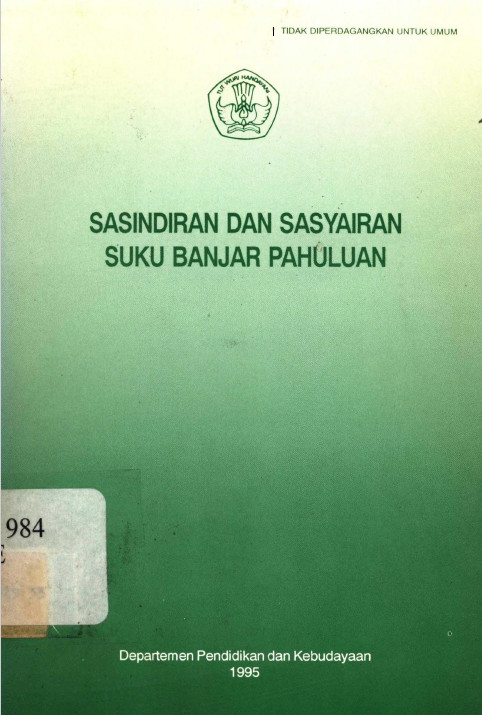 TIDAK DIPERDAGANGKAN UNTUK UMUM
TUT WURI HANDAYANI
SASINDIRAN DAN SASYAIRAN
SUKU BANJAR PAHULUAN
984
E
Departemen Pendidikan dan Kebudayaan
1995